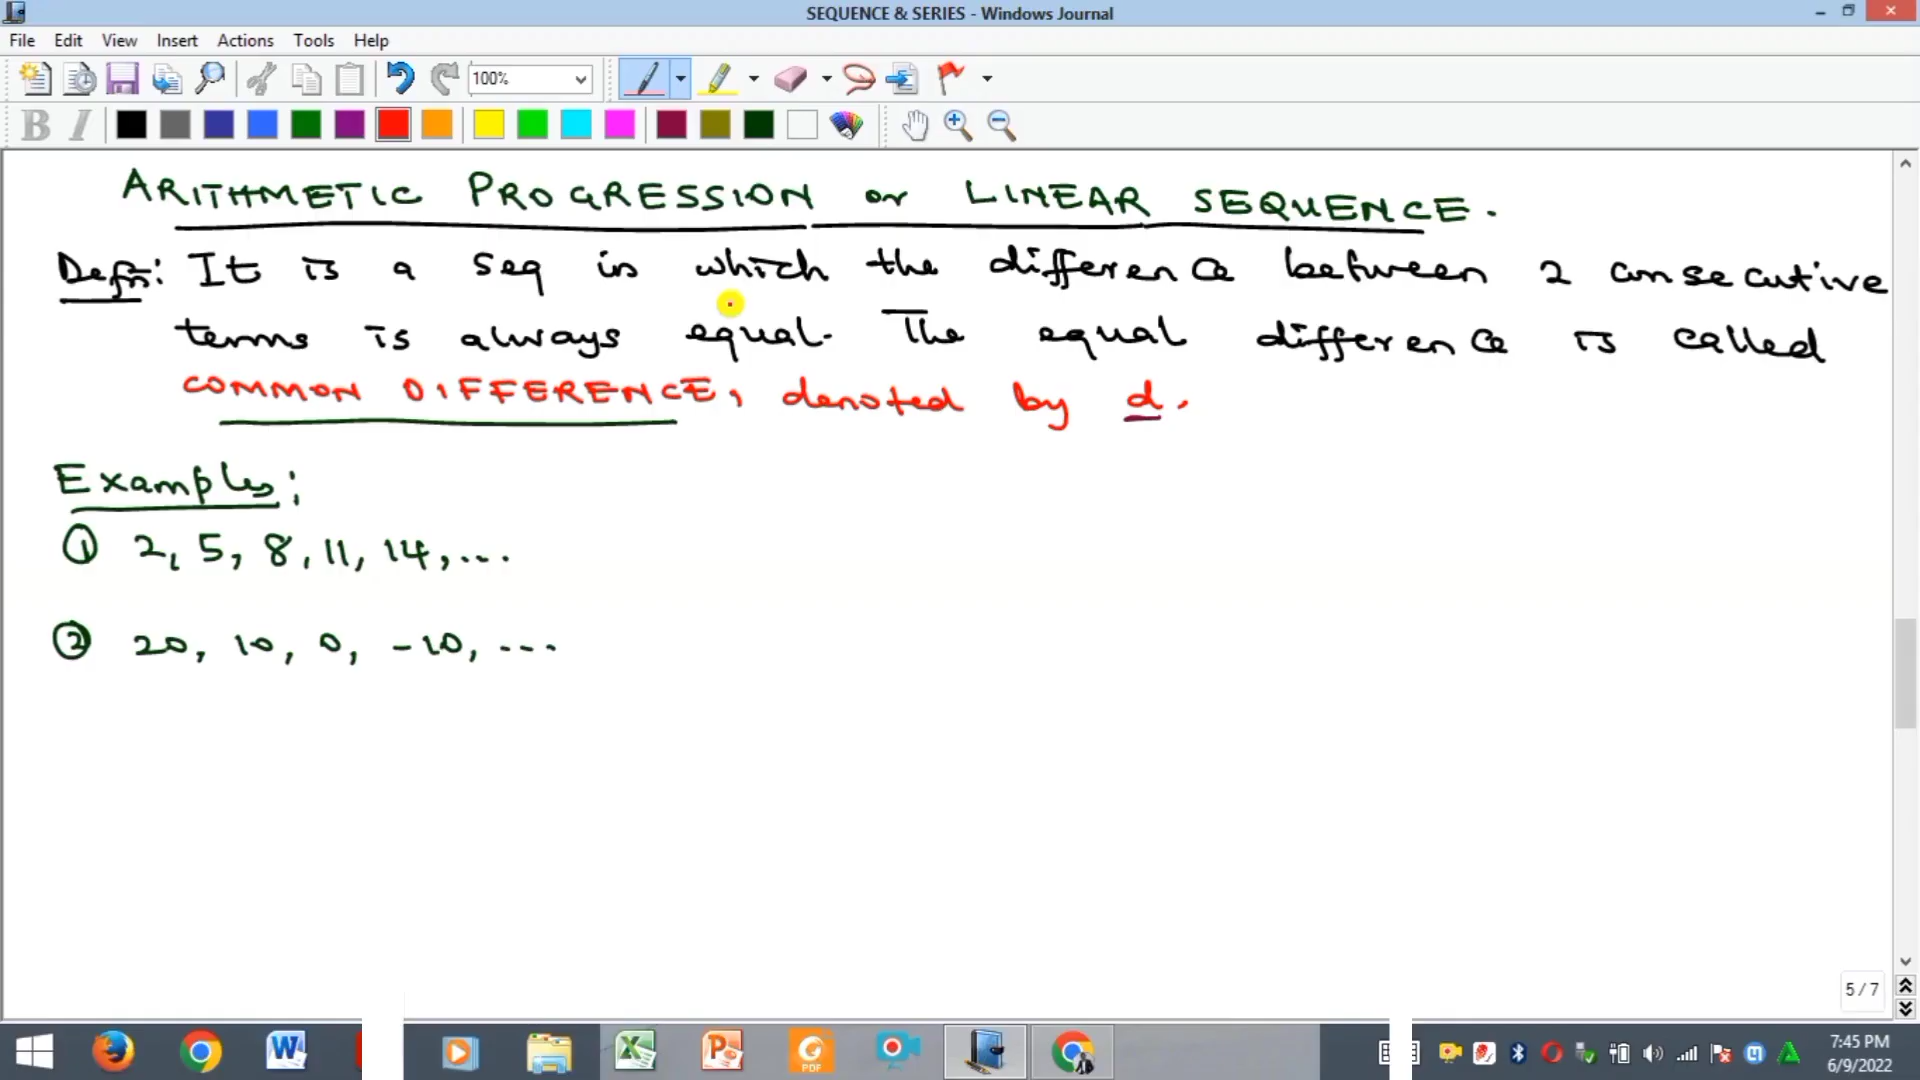 SEQUENCE & SERIES - Windows Journal
File Edit View Insert Actions Tools Help
100%
B I
ARITHMETIC PROGRESSION or LINEAR SEQUENCE.
Defn: It is a seq in which the difference between 2 consecutive
terms is always equal. The equal difference is called
COMMON DIFFERENCE, denoted by d.
Examples:
① 2, 5, 8, 11, 14, ...
② 20, 10, 0, -10, ...
5 / 7
7:45 PM
6/9/2022